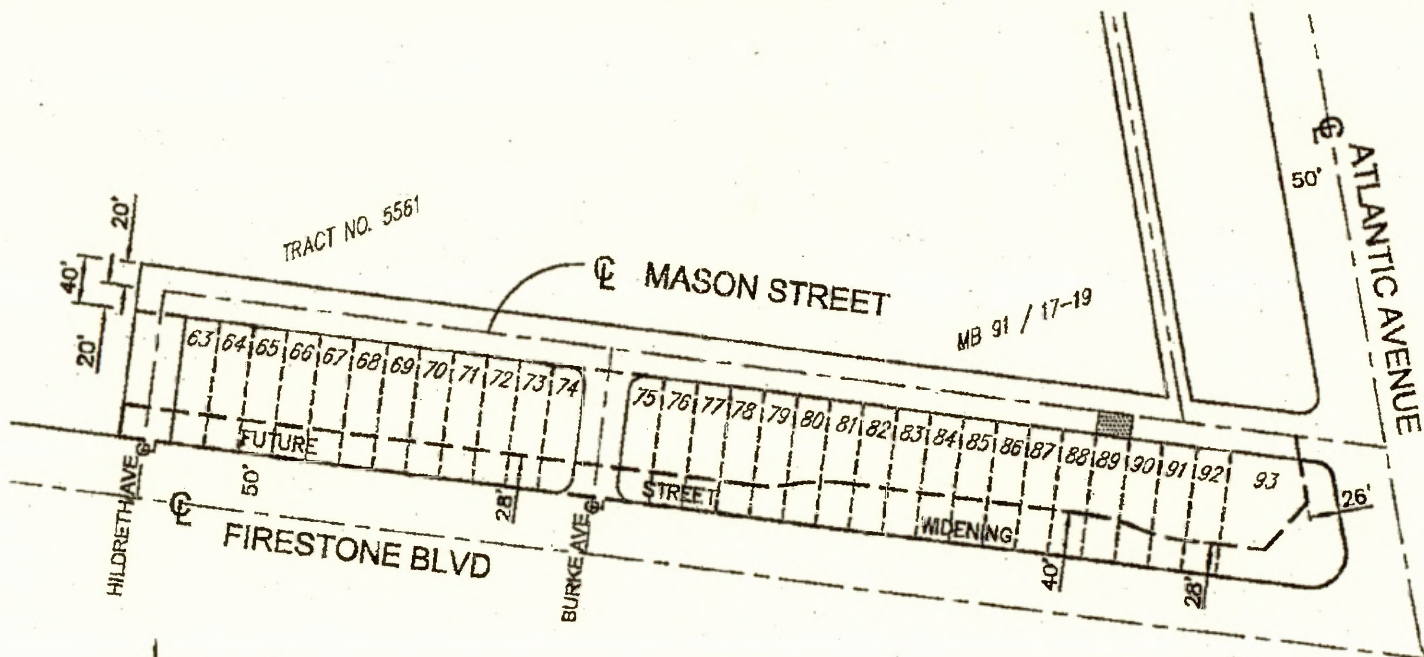 20'
40'
20'
TRACT NO. 5561
℄ MASON STREET
MB 91 / 17-19
℄ ATLANTIC AVENUE
50'
63 64 65 66 67 68 69 70 71 72 73 74
75 76 77 78 79 80 81 82 83 84 85 86 87 88 89 90 91 92 93
FUTURE STREET WIDENING
26'
50'
28'
40'
28'
HILDRETH AVE ℄
℄ FIRESTONE BLVD
BURKE AVE ℄